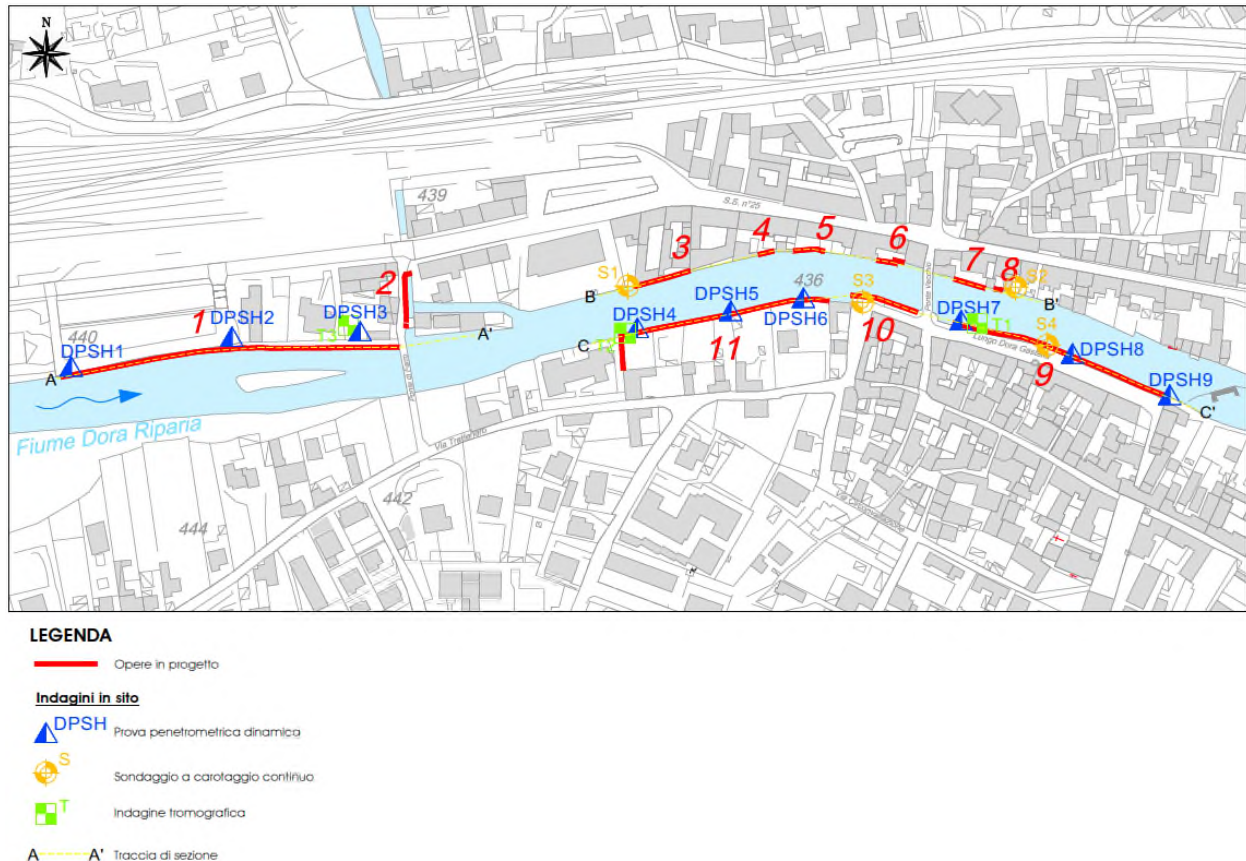 N
S.S. n°25
439
440
436
442
444
1
2
3
4
5
6
7
8
9
10
11
S1
S2
S3
S4
T1
T2
T3
DPSH1
DPSH2
DPSH3
DPSH4
DPSH5
DPSH6
DPSH7
DPSH8
DPSH9
A
A'
B
B'
C
C'
Ponte Vecchio
Via Trattenero
Fiume Dora Riparia
LEGENDA
Opere in progetto
Indagini in sito
DPSH
Prova penetrometrica dinamica
S
Sondaggio a carotaggio continuo
T
Indagine tromografica
A A' Traccia di sezione